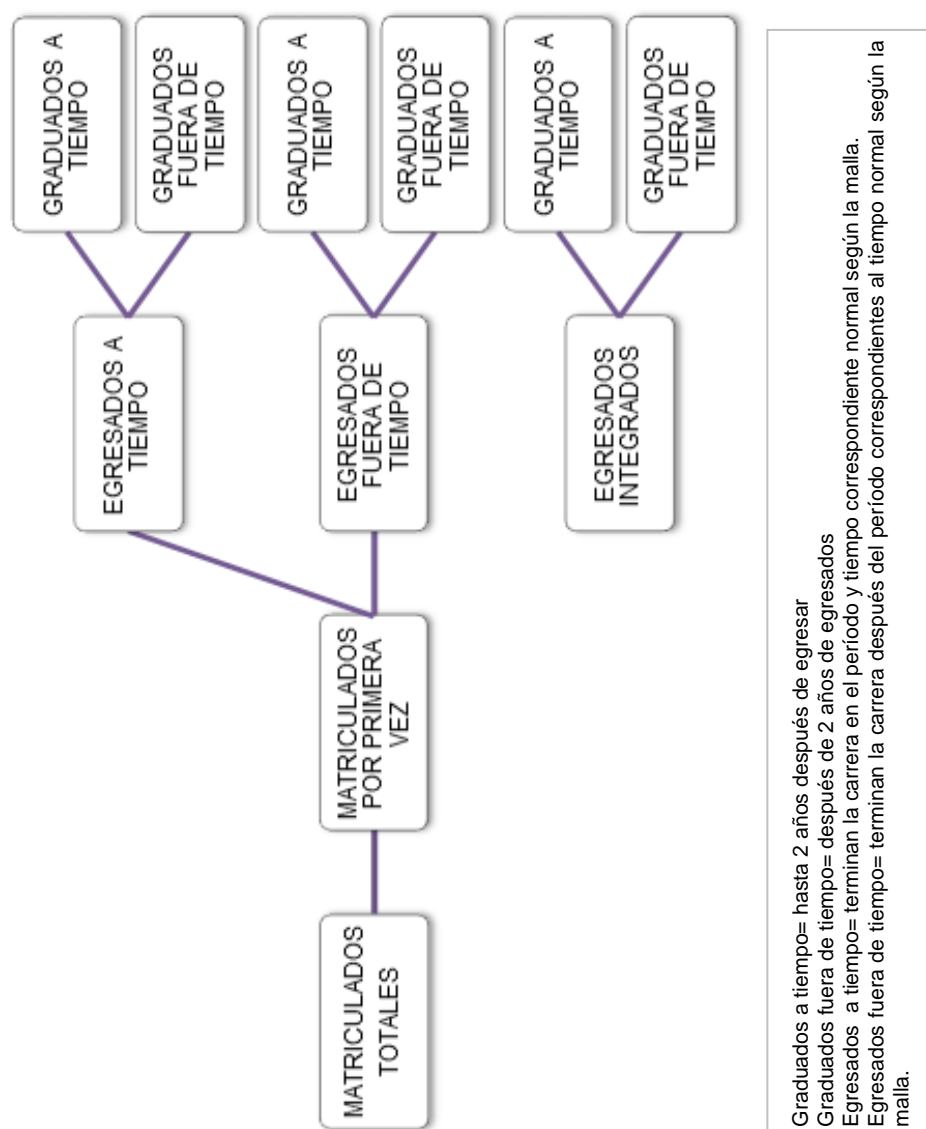 MATRICULADOS
TOTALES
MATRICULADOS
POR PRIMERA
VEZ
EGRESADOS A
TIEMPO
EGRESADOS
FUERA DE
TIEMPO
EGRESADOS
INTEGRADOS
GRADUADOS A
TIEMPO
GRADUADOS
FUERA DE
TIEMPO
GRADUADOS A
TIEMPO
GRADUADOS
FUERA DE
TIEMPO
GRADUADOS A
TIEMPO
GRADUADOS
FUERA DE
TIEMPO
Graduados a tiempo= hasta 2 años después de egresar
Graduados fuera de tiempo= después de 2 años de egresados
Egresados a tiempo= terminan la carrera en el período y tiempo correspondiente normal según la malla.
Egresados fuera de tiempo= terminan la carrera después del período correspondientes al tiempo normal según la
malla.